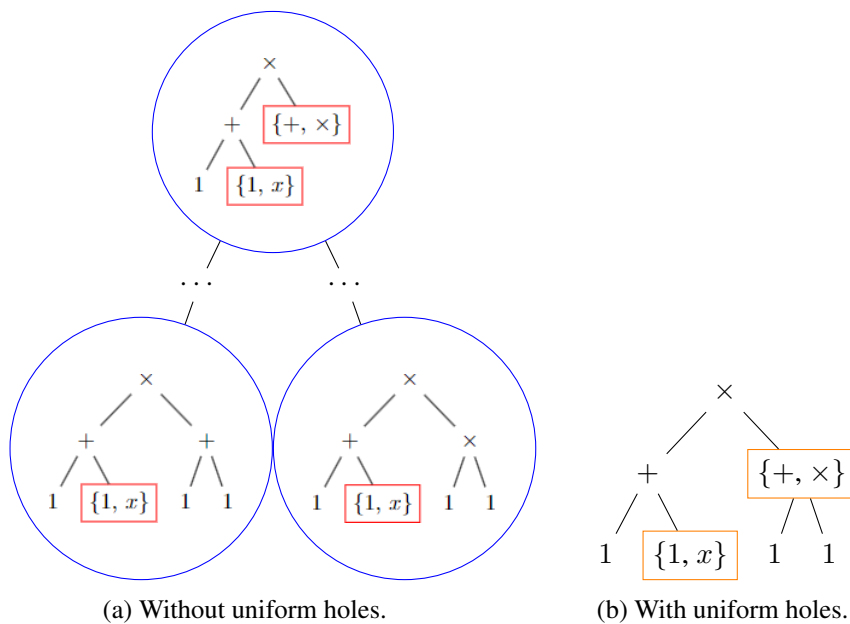 ×
+ {+, ×}
1 {1, x}
... ...
× ×
+ + + ×
1 {1, x} 1 1 1 {1, x} 1 1
(a) Without uniform holes.
×
+ {+, ×}
1 {1, x} 1 1
(b) With uniform holes.